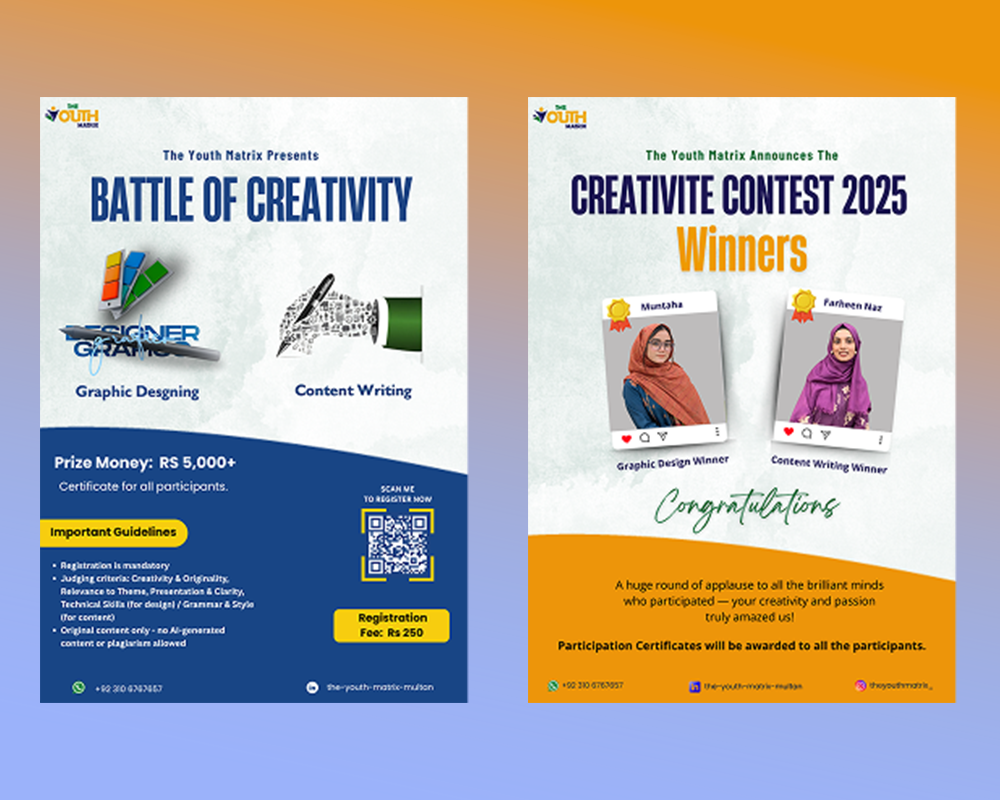 THE
YOUTH
MATRIX
The Youth Matrix Presents
BATTLE OF CREATIVITY
DESIGNER
Graphic Desgning
Content Writing
Prize Money: RS 5,000+
Certificate for all participants.
SCAN ME
TO REGISTER NOW
Important Guidelines
• Registration is mandatory
• Judging criteria: Creativity & Originality,
Relevance to Theme, Presentation & Clarity,
Technical Skills (for design) / Grammar & Style
(for content)
• Original content only - no AI-generated
content or plagiarism allowed
Registration
Fee: Rs 250
+92 310 6767657
the-youth-matrix-multan
THE
YOUTH
MATRIX
The Youth Matrix Announces The
CREATIVITE CONTEST 2025
Winners
Muntaha
Farheen Naz
Graphic Design Winner
Content Writing Winner
Congratulations
A huge round of applause to all the brilliant minds
who participated — your creativity and passion
truly amazed us!
Participation Certificates will be awarded to all the participants.
+92 310 6767657
the-youth-matrix-multan
theyouthmatrix_